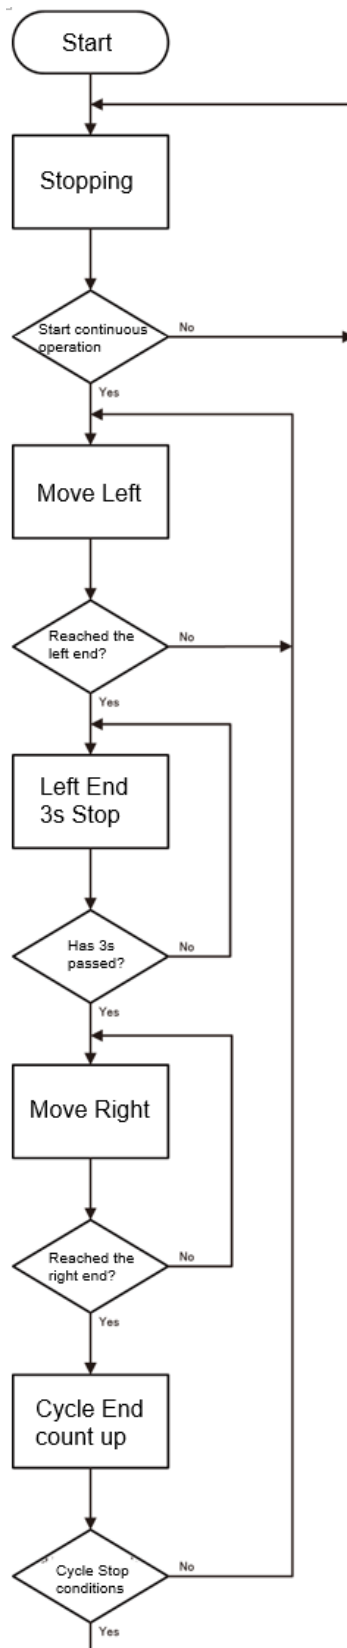 Start
Stopping
Start continuous
operation
No
Yes
Move Left
Reached the
left end?
No
Yes
Left End
3s Stop
Has 3s
passed?
No
Yes
Move Right
Reached the
right end?
No
Yes
Cycle End
count up
Cycle Stop
conditions
No
Yes